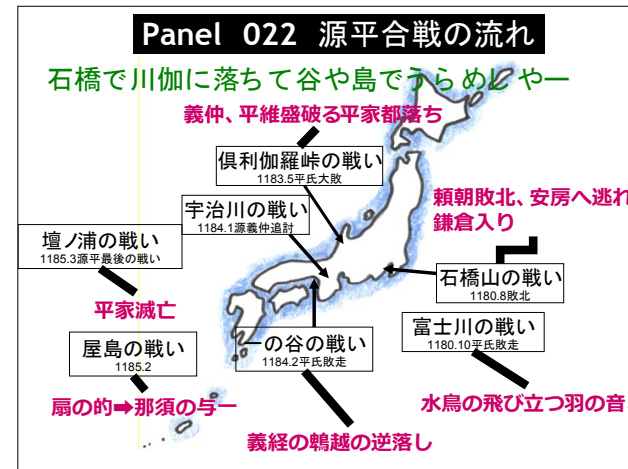 Panel 022 源平合戦の流れ
石橋で川伽に落ちて谷や島でうらめしやー
義仲、平維盛破る平家都落ち
倶利伽羅峠の戦い
1183.5平氏大敗
宇治川の戦い
1184.1源義仲追討
頼朝敗北、安房へ逃れ
鎌倉入り
壇ノ浦の戦い
1185.3源平最後の戦い
石橋山の戦い
1180.8敗北
平家滅亡
富士川の戦い
1180.10平氏敗走
一の谷の戦い
1184.2平氏敗走
屋島の戦い
1185.2
扇の的➡那須の与一
水鳥の飛び立つ羽の音
義経の鵯越の逆落し